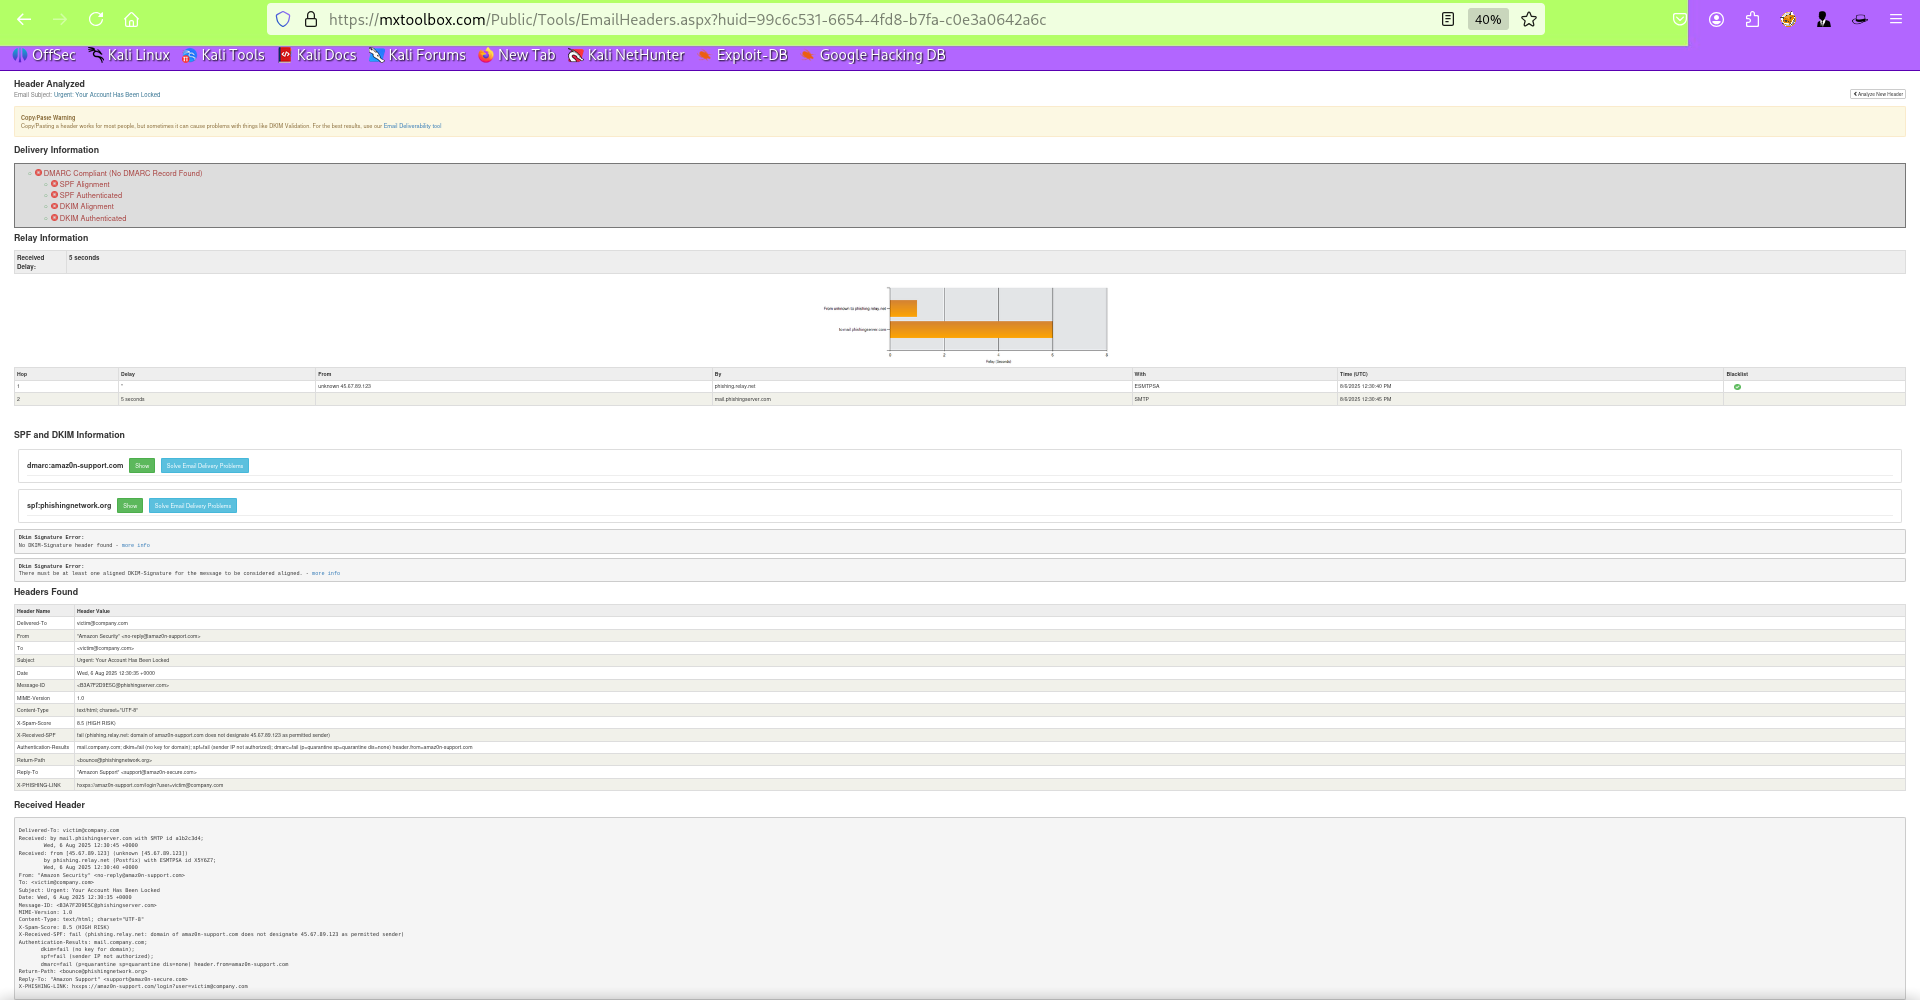 https://mxtoolbox.com/Public/Tools/EmailHeaders.aspx?huid=99c6c531-6654-4fd8-b7fa-c0e3a0642a6c 40%
OffSec Kali Linux Kali Tools Kali Docs Kali Forums New Tab Kali NetHunter Exploit-DB Google Hacking DB
Header Analyzed
Email Subject: Urgent: Your Account Has Been Locked
Analyze New Header
Copy/Paste Warning
Copy/Pasting a header works for most people, but sometimes it can cause problems with things like DKIM Validation. For the best results, use our Email Deliverability tool
Delivery Information
DMARC Compliant (No DMARC Record Found)
SPF Alignment
SPF Authenticated
DKIM Alignment
DKIM Authenticated
Relay Information
Received Delay: 5 seconds
From unknown to phishing.relay.net
to mail.phishingserver.com
0 2 4 6 8
Relay (Seconds)
Hop Delay From By With Time (UTC) Blacklist
1 * unknown 45.67.89.123 phishing.relay.net ESMTPSA 8/6/2025 12:30:40 PM
2 5 seconds mail.phishingserver.com SMTP 8/6/2025 12:30:45 PM
SPF and DKIM Information
dmarc:amaz0n-support.com Show Solve Email Delivery Problems
spf:phishingnetwork.org Show Solve Email Delivery Problems
Dkim Signature Error:
No DKIM-Signature header found - more info
Dkim Signature Error:
There must be at least one aligned DKIM-Signature for the message to be considered aligned. - more info
Headers Found
Header Name Header Value
Delivered-To victim@company.com
From "Amazon Security" <no-reply@amaz0n-support.com>
To <victim@company.com>
Subject Urgent: Your Account Has Been Locked
Date Wed, 6 Aug 2025 12:30:35 +0000
Message-ID <B3A7F2D9E5C@phishingserver.com>
MIME-Version 1.0
Content-Type text/html; charset="UTF-8"
X-Spam-Score 8.5 (HIGH RISK)
X-Received-SPF fail (phishing.relay.net: domain of amaz0n-support.com does not designate 45.67.89.123 as permitted sender)
Authentication-Results mail.company.com; dkim=fail (no key for domain); spf=fail (sender IP not authorized); dmarc=fail (p=quarantine sp=quarantine dis=none) header.from=amaz0n-support.com
Return-Path <bounce@phishingnetwork.org>
Reply-To "Amazon Support" <support@amaz0n-secure.com>
X-PHISHING-LINK hxxps://amaz0n-support.com/login?user=victim@company.com
Received Header
Delivered-To: victim@company.com
Received: by mail.phishingserver.com with SMTP id a1b2c3d4;
Wed, 6 Aug 2025 12:30:45 +0000
Received: from [45.67.89.123] (unknown [45.67.89.123])
by phishing.relay.net (Postfix) with ESMTPSA id X5Y6Z7;
Wed, 6 Aug 2025 12:30:40 +0000
From: "Amazon Security" <no-reply@amaz0n-support.com>
To: <victim@company.com>
Subject: Urgent: Your Account Has Been Locked
Date: Wed, 6 Aug 2025 12:30:35 +0000
Message-ID: <B3A7F2D9E5C@phishingserver.com>
MIME-Version: 1.0
Content-Type: text/html; charset="UTF-8"
X-Spam-Score: 8.5 (HIGH RISK)
X-Received-SPF: fail (phishing.relay.net: domain of amaz0n-support.com does not designate 45.67.89.123 as permitted sender)
Authentication-Results: mail.company.com;
dkim=fail (no key for domain);
spf=fail (sender IP not authorized);
dmarc=fail (p=quarantine sp=quarantine dis=none) header.from=amaz0n-support.com
Return-Path: <bounce@phishingnetwork.org>
Reply-To: "Amazon Support" <support@amaz0n-secure.com>
X-PHISHING-LINK: hxxps://amaz0n-support.com/login?user=victim@company.com